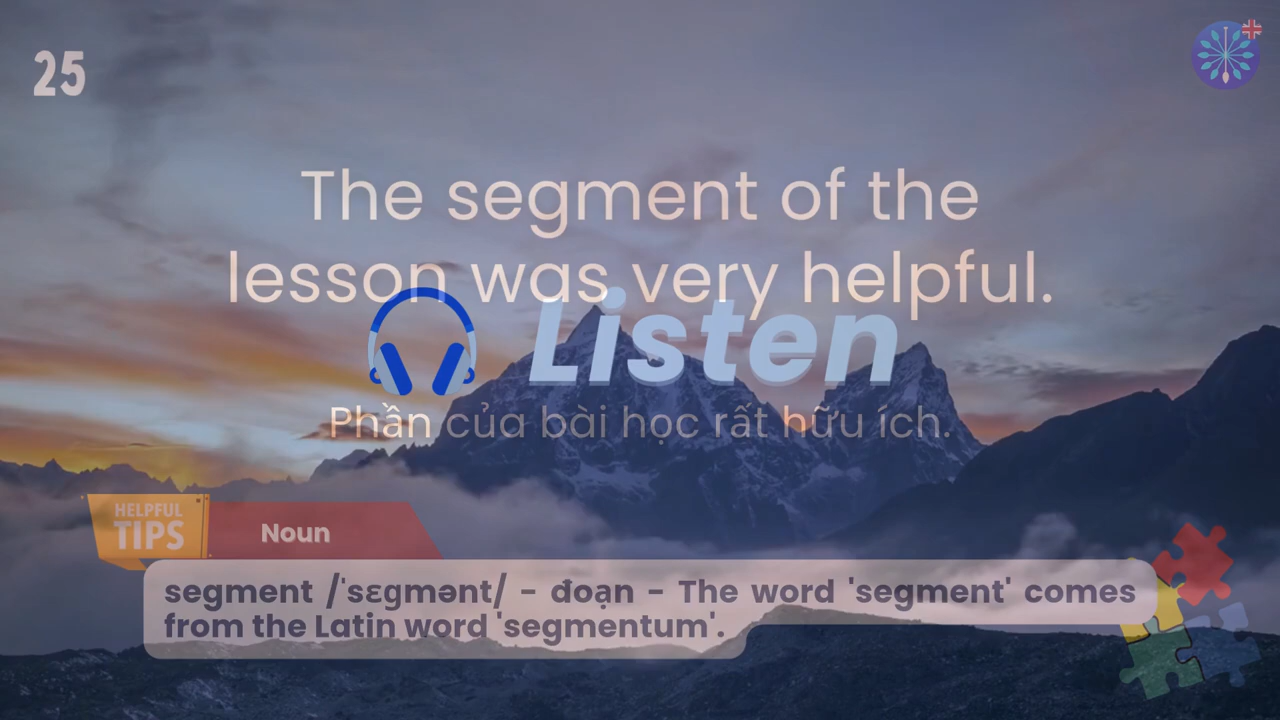 25
The segment of the
lesson was very helpful.
Listen
Phần của bài học rất hữu ích.
HELPFUL
TIPS
Noun
segment /ˈsɛɡmənt/ - đoạn - The word 'segment' comes
from the Latin word 'segmentum'.